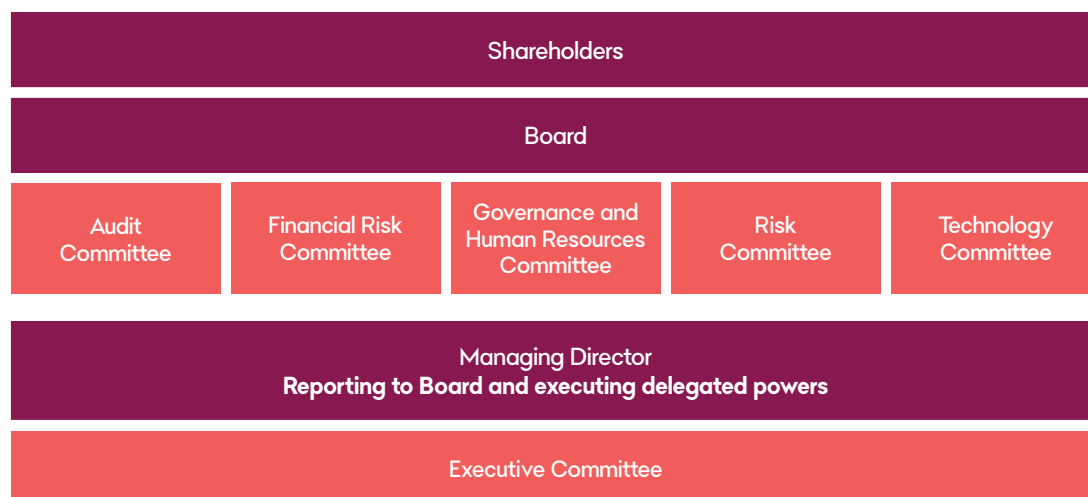 Shareholders
Board
Audit
Committee
Financial Risk
Committee
Governance and
Human Resources
Committee
Risk
Committee
Technology
Committee
Managing Director
Reporting to Board and executing delegated powers
Executive Committee